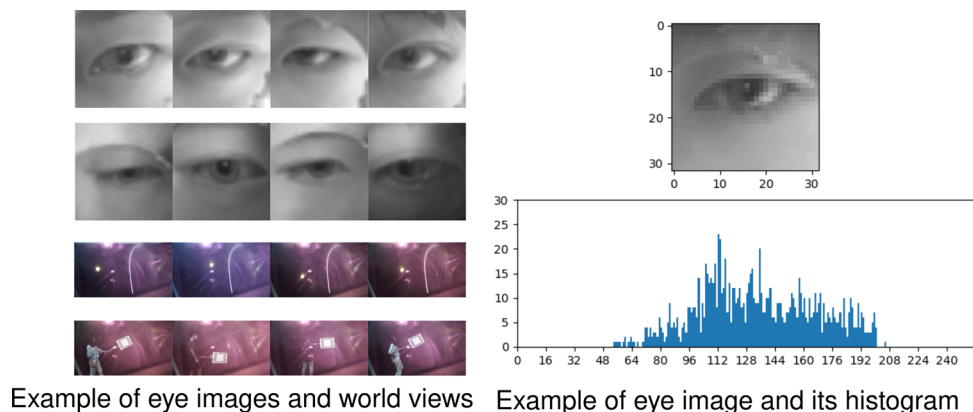 0
10
20
30
0 10 20 30
30
25
20
15
10
5
0
0 16 32 48 64 80 96 112 128 144 160 176 192 208 224 240
Example of eye images and world views
Example of eye image and its histogram